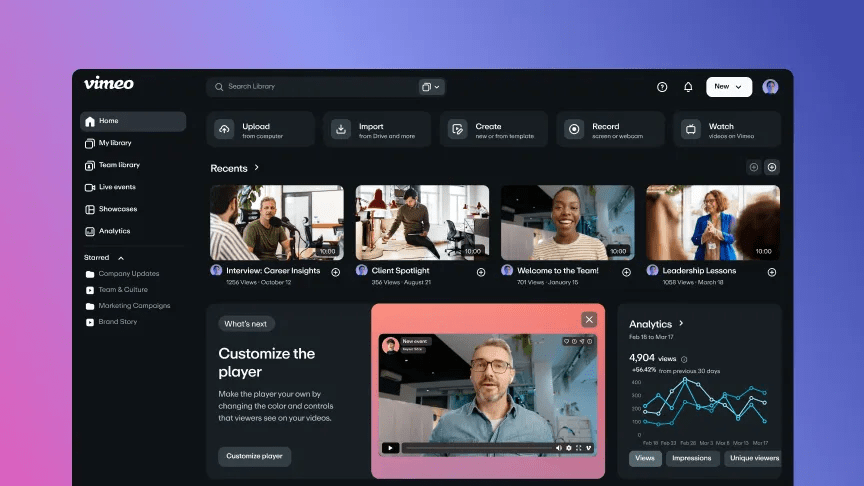 vimeo
Search Library
New
Home
My library
Team library
Live events
Showcases
Analytics
Starred
Company Updates
Team & Culture
Marketing Campaigns
Brand Story
Upload
from computer
Import
from Drive and more
Create
new or from template
Record
screen or webcam
Watch
videos on Vimeo
Recents
10:00
Interview: Career Insights
1256 Views · October 12
10:00
Client Spotlight
356 Views · August 21
10:00
Welcome to the Team!
701 Views · January 15
10:00
Leadership Lessons
1058 Views · March 18
What's next
Customize the
player
Make the player your own by
changing the color and controls
that viewers see on your videos.
Customize player
New event
Analytics
Feb 18 to Mar 17
4,904 views
+56.42% from previous 30 days
400
300
200
100
0
Feb 18 Feb 23 Feb 28 Mar 3 Mar 8 Mar 13 Mar 17
Views
Impressions
Unique viewers